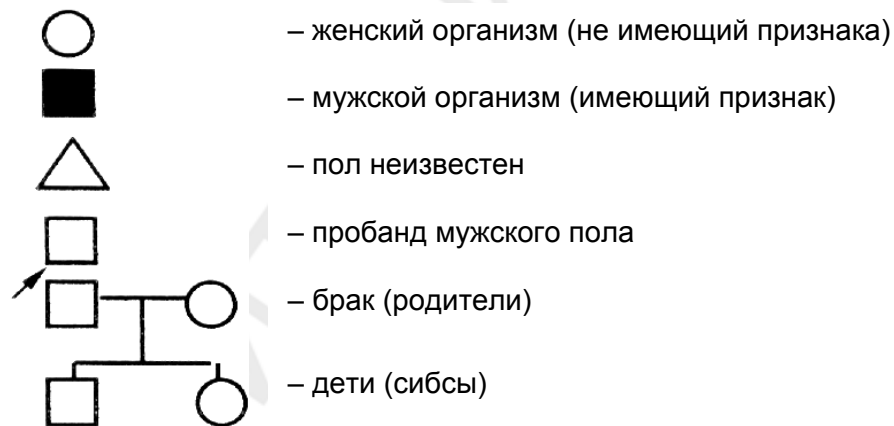 – женский организм (не имеющий признака)
– мужской организм (имеющий признак)
– пол неизвестен
– пробанд мужского пола
– брак (родители)
– дети (сибсы)